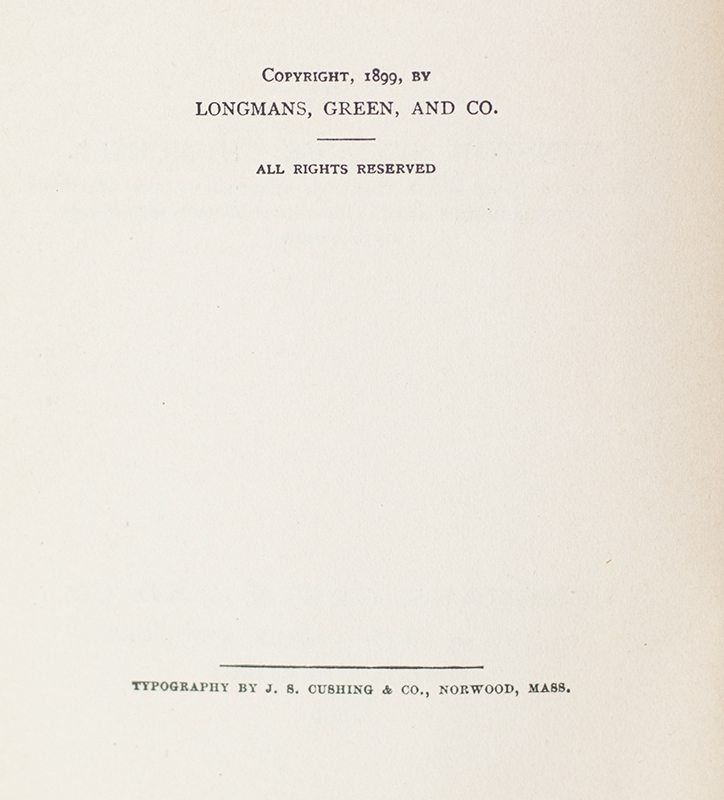 Copyright, 1899, by
LONGMANS, GREEN, AND CO.
ALL RIGHTS RESERVED
TYPOGRAPHY BY J. S. CUSHING & CO., NORWOOD, MASS.